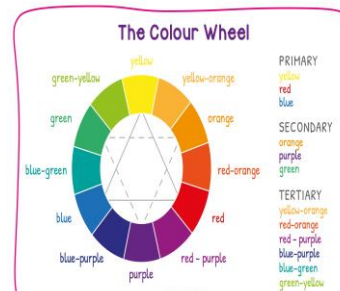 The Colour Wheel
yellow
green-yellow
yellow-orange
green
orange
blue-green
red-orange
blue
red
blue-purple
red - purple
purple
PRIMARY
yellow
red
blue
SECONDARY
orange
purple
green
TERTIARY
yellow-orange
red-orange
red - purple
blue-purple
blue-green
green-yellow